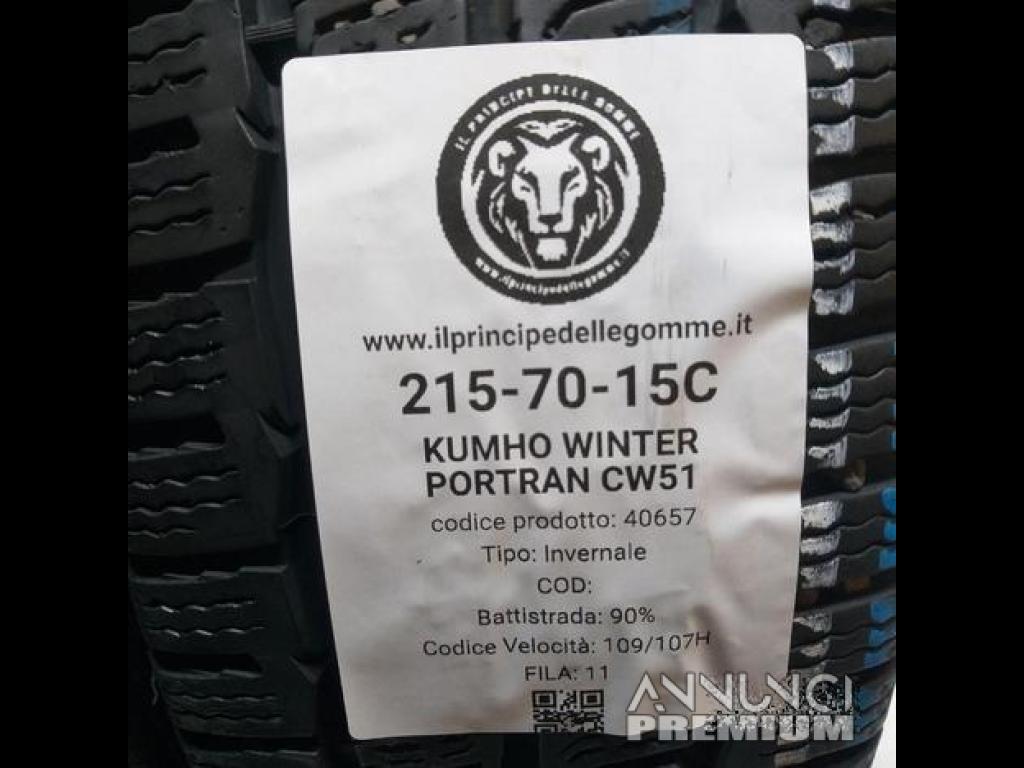 IL PRINCIPE DELLE GOMME
www.ilprincipedellegomme.it
www.ilprincipedellegomme.it
215-70-15C
KUMHO WINTER
PORTRAN CW51
codice prodotto: 40657
Tipo: Invernale
COD:
Battistrada: 90%
Codice Velocità: 109/107H
FILA: 11
ANNUNCI
PREMIUM